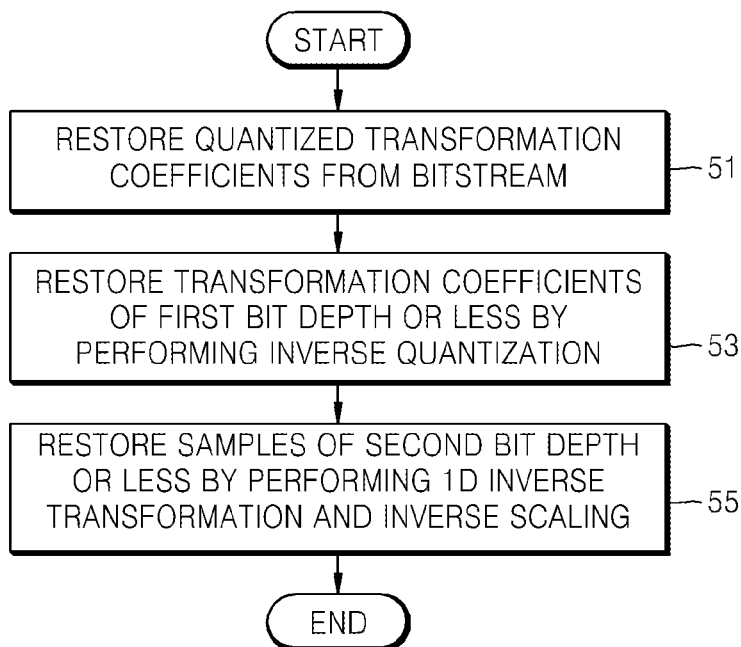 START
RESTORE QUANTIZED TRANSFORMATION
COEFFICIENTS FROM BITSTREAM
51
RESTORE TRANSFORMATION COEFFICIENTS
OF FIRST BIT DEPTH OR LESS BY
PERFORMING INVERSE QUANTIZATION
53
RESTORE SAMPLES OF SECOND BIT DEPTH
OR LESS BY PERFORMING 1D INVERSE
TRANSFORMATION AND INVERSE SCALING
55
END